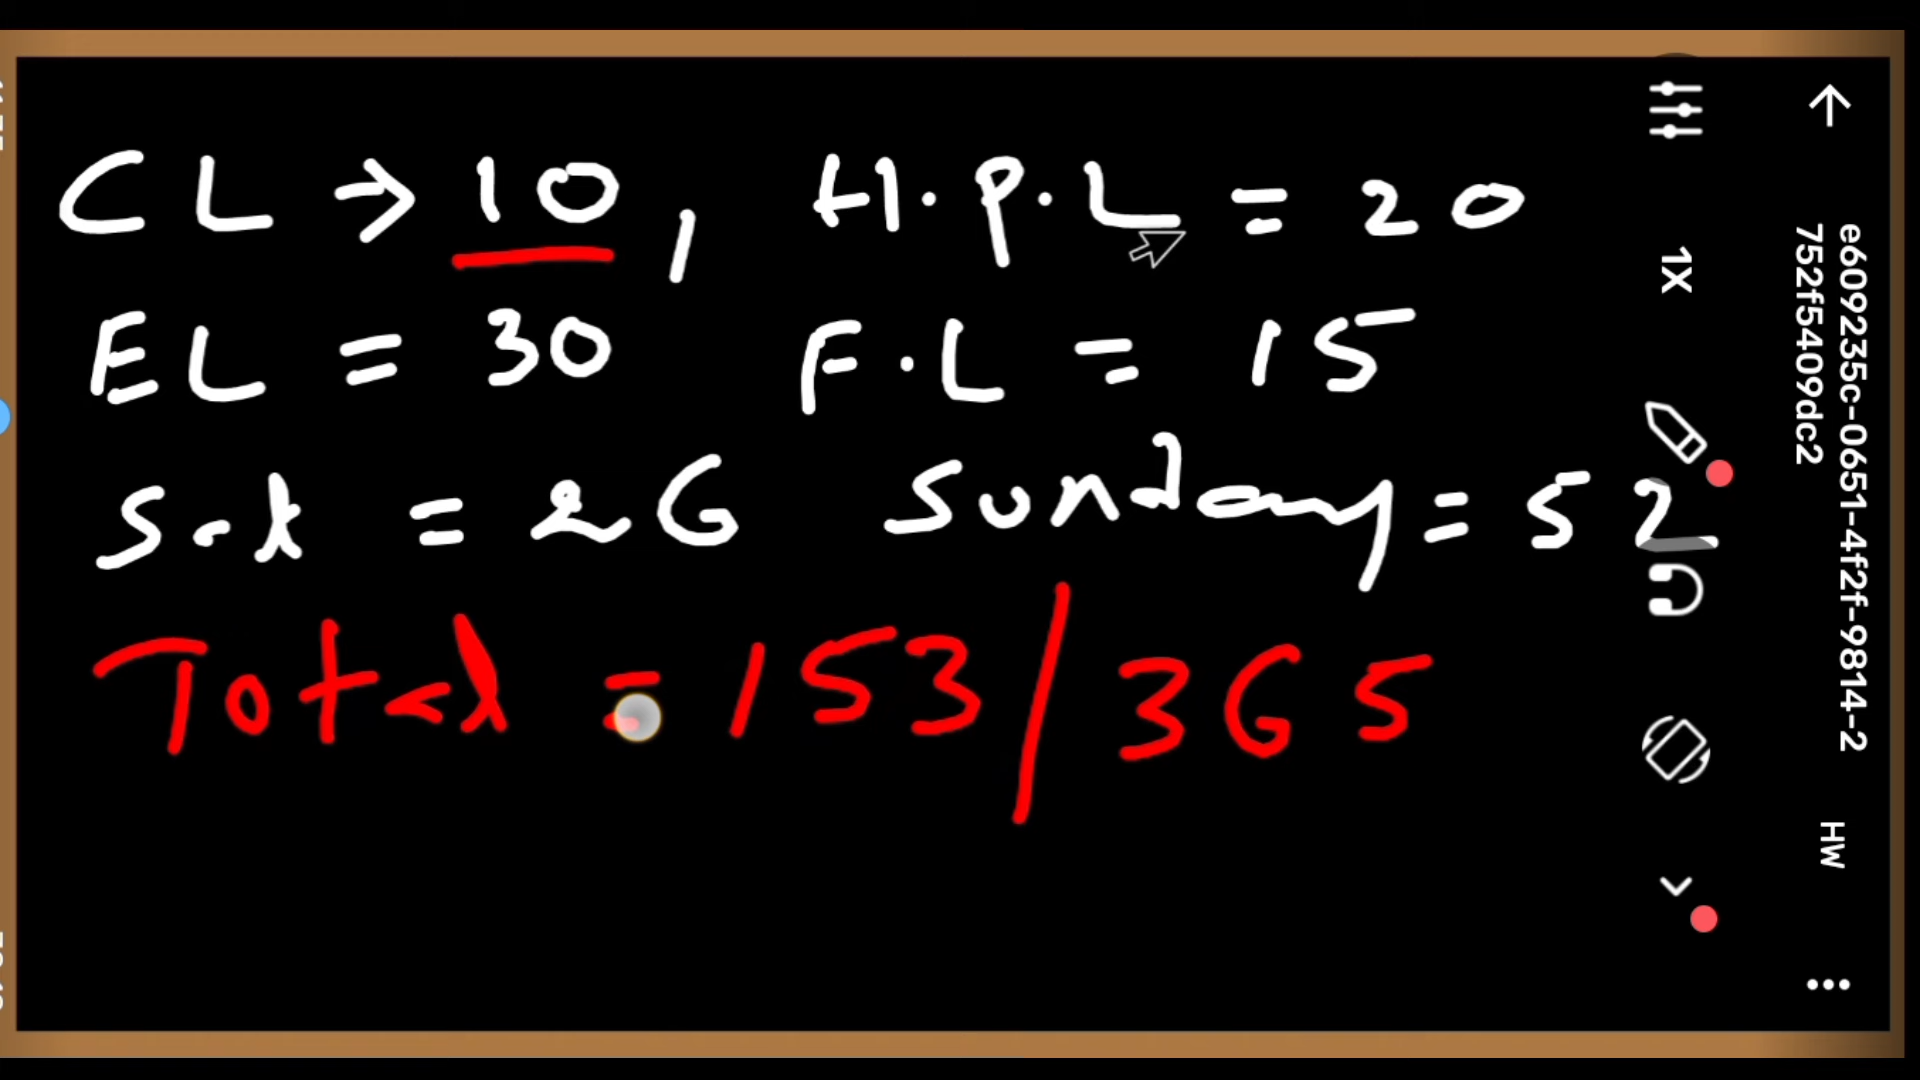 CL → 10, H.P.L = 20
EL = 30 F.L = 15
Sat = 26 Sunday = 52
Total = 153/365
1X
e609235c-0651-4f2f-9814-2
752f5409dc2
HW